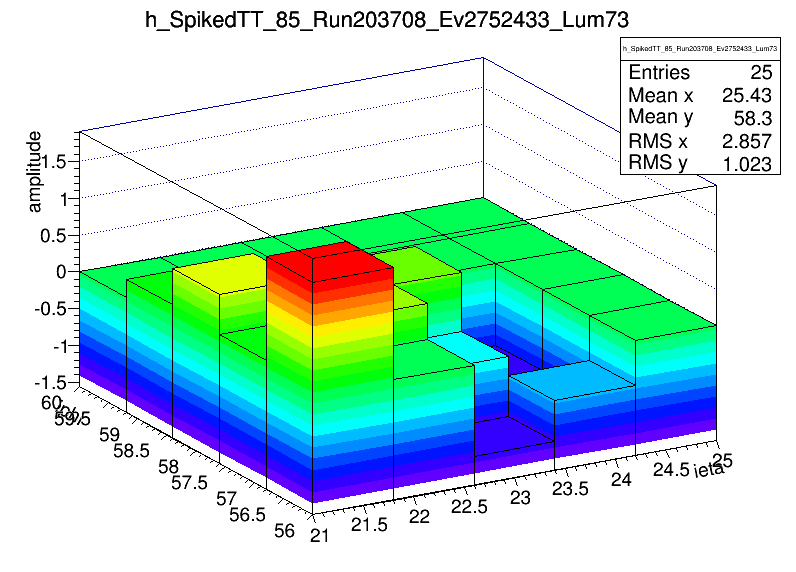 h_SpikedTT_85_Run203708_Ev2752433_Lum73
h_SpikedTT_85_Run203708_Ev2752433_Lum73
Entries 25
Mean x 25.43
Mean y 58.3
RMS x 2.857
RMS y 1.023
amplitude
1.5
1
0.5
0
-0.5
-1
-1.5
60
59.5
59
58.5
58
57.5
57
56.5
56
21
21.5
22
22.5
23
23.5
24
24.5
25
ieta